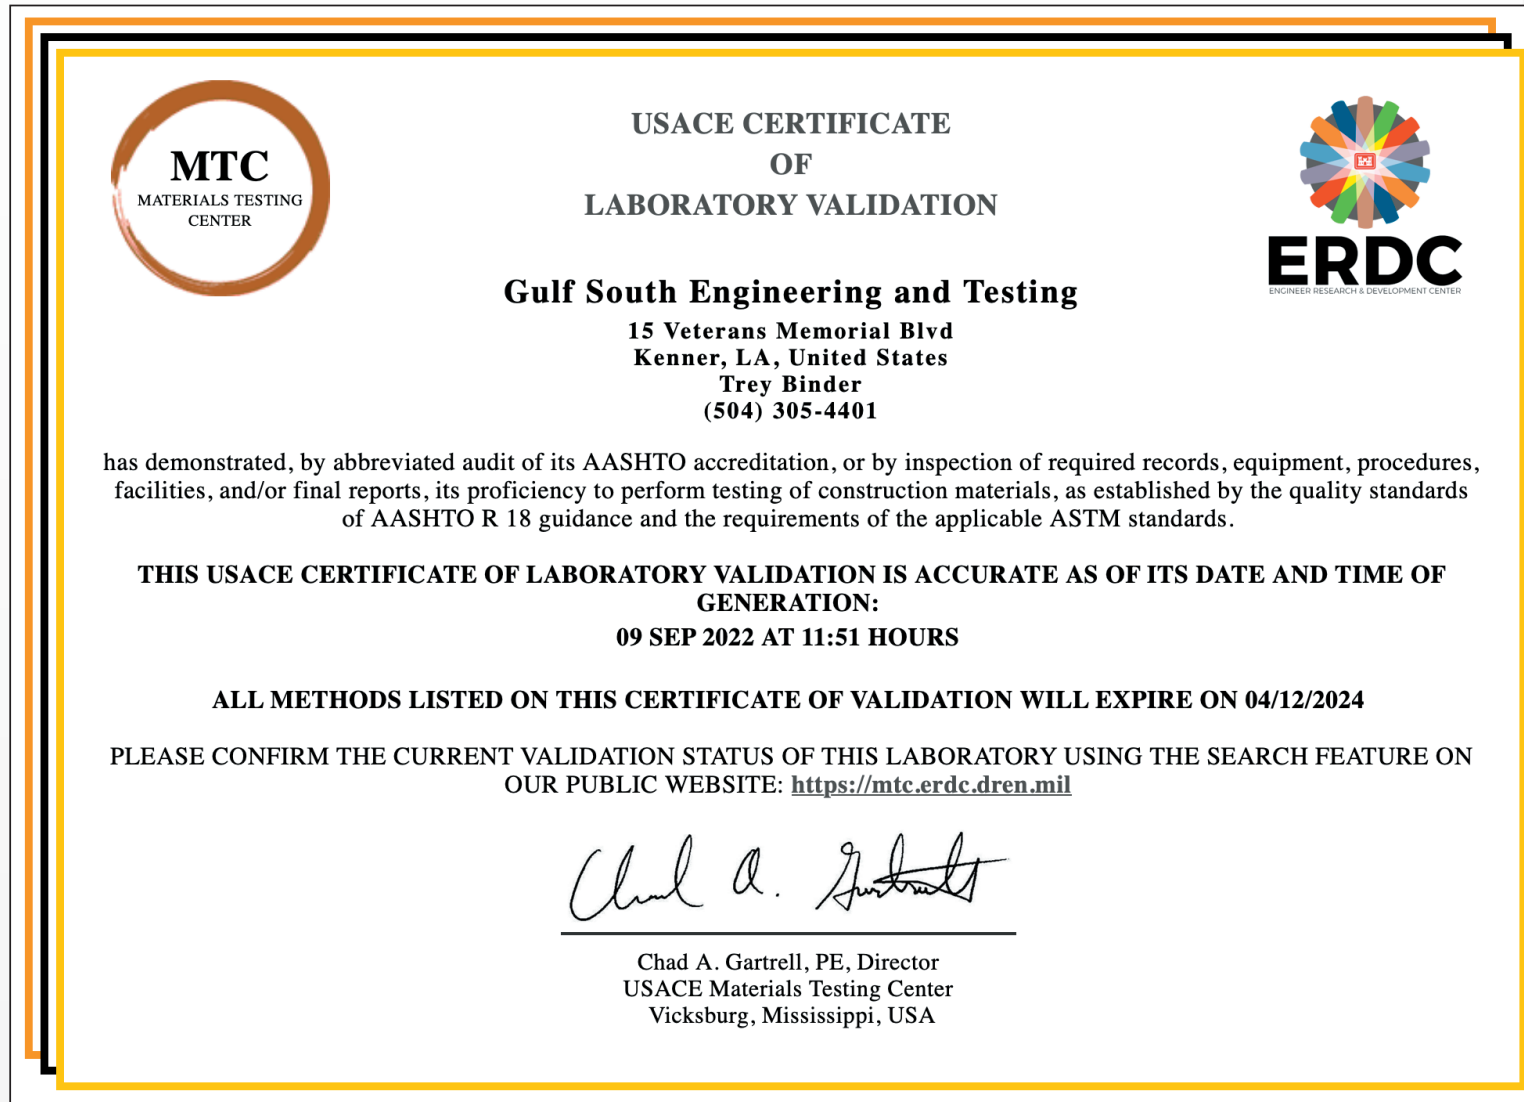 MTC
MATERIALS TESTING
CENTER
USACE CERTIFICATE
OF
LABORATORY VALIDATION
ERDC
ENGINEER RESEARCH & DEVELOPMENT CENTER
Gulf South Engineering and Testing
15 Veterans Memorial Blvd
Kenner, LA, United States
Trey Binder
(504) 305-4401
has demonstrated, by abbreviated audit of its AASHTO accreditation, or by inspection of required records, equipment, procedures,
facilities, and/or final reports, its proficiency to perform testing of construction materials, as established by the quality standards
of AASHTO R 18 guidance and the requirements of the applicable ASTM standards.
THIS USACE CERTIFICATE OF LABORATORY VALIDATION IS ACCURATE AS OF ITS DATE AND TIME OF
GENERATION:
09 SEP 2022 AT 11:51 HOURS
ALL METHODS LISTED ON THIS CERTIFICATE OF VALIDATION WILL EXPIRE ON 04/12/2024
PLEASE CONFIRM THE CURRENT VALIDATION STATUS OF THIS LABORATORY USING THE SEARCH FEATURE ON
OUR PUBLIC WEBSITE: https://mtc.erdc.dren.mil
Chad A. Gartrell, PE, Director
USACE Materials Testing Center
Vicksburg, Mississippi, USA